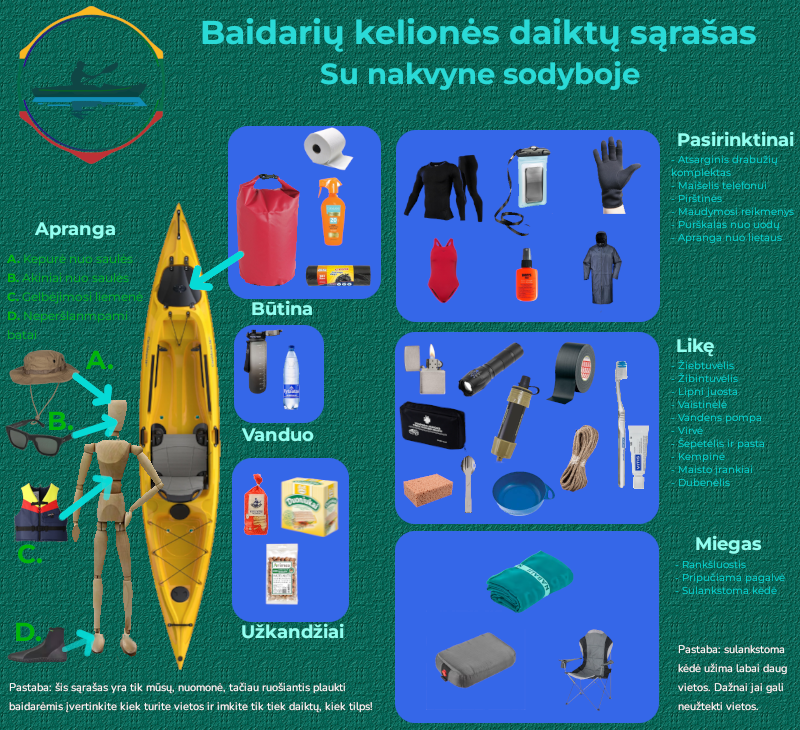 Baidarių kelionės daiktų sąrašas
Su nakvyne sodyboje
Apranga
A. Kepurė nuo saulės
B. Akiniai nuo saulės
C. Gelbėjimosi liemenė
D. Neperšlanmpami
batai
A.
B.
C.
D.
Būtina
Vanduo
Užkandžiai
Pasirinktinai
- Atsarginis drabužių
komplektas
- Maišelis telefonui
- Pirštinės
- Maudymosi reikmenys
- Purškalas nuo uodų
- Apranga nuo lietaus
Likę
- Žiebtuvėlis
- Žibintuvėlis
- Lipni juosta
- Vaistinėlė
- Vandens pompa
- Virvė
- Šepetėlis ir pasta
- Kempinė
- Maisto įrankiai
- Dubenėlis
Miegas
- Rankšluostis
- Pripučiama pagalvė
- Sulankstoma kėdė
Pastaba: sulankstoma
kėdė užima labai daug
vietos. Dažnai jai gali
neužtekti vietos.
Pastaba: šis sąrašas yra tik mūsų, nuomonė, tačiau ruošiantis plaukti
baidarėmis įvertinkite kiek turite vietos ir imkite tik tiek daiktų, kiek tilps!